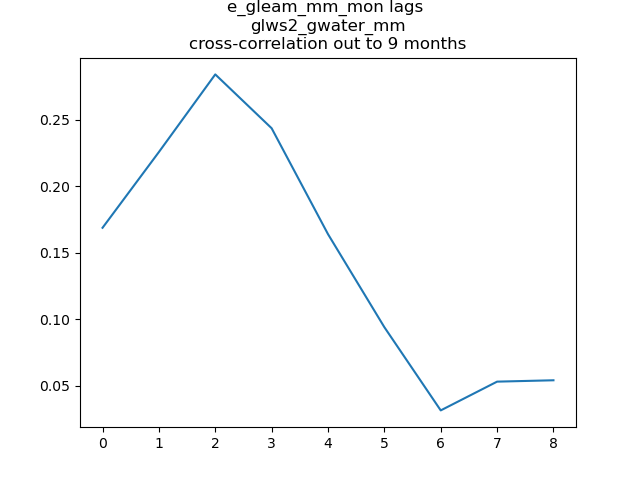 e_gleam_mm_mon lags
glws2_gwater_mm
cross-correlation out to 9 months
0.25
0.20
0.15
0.10
0.05
0 1 2 3 4 5 6 7 8